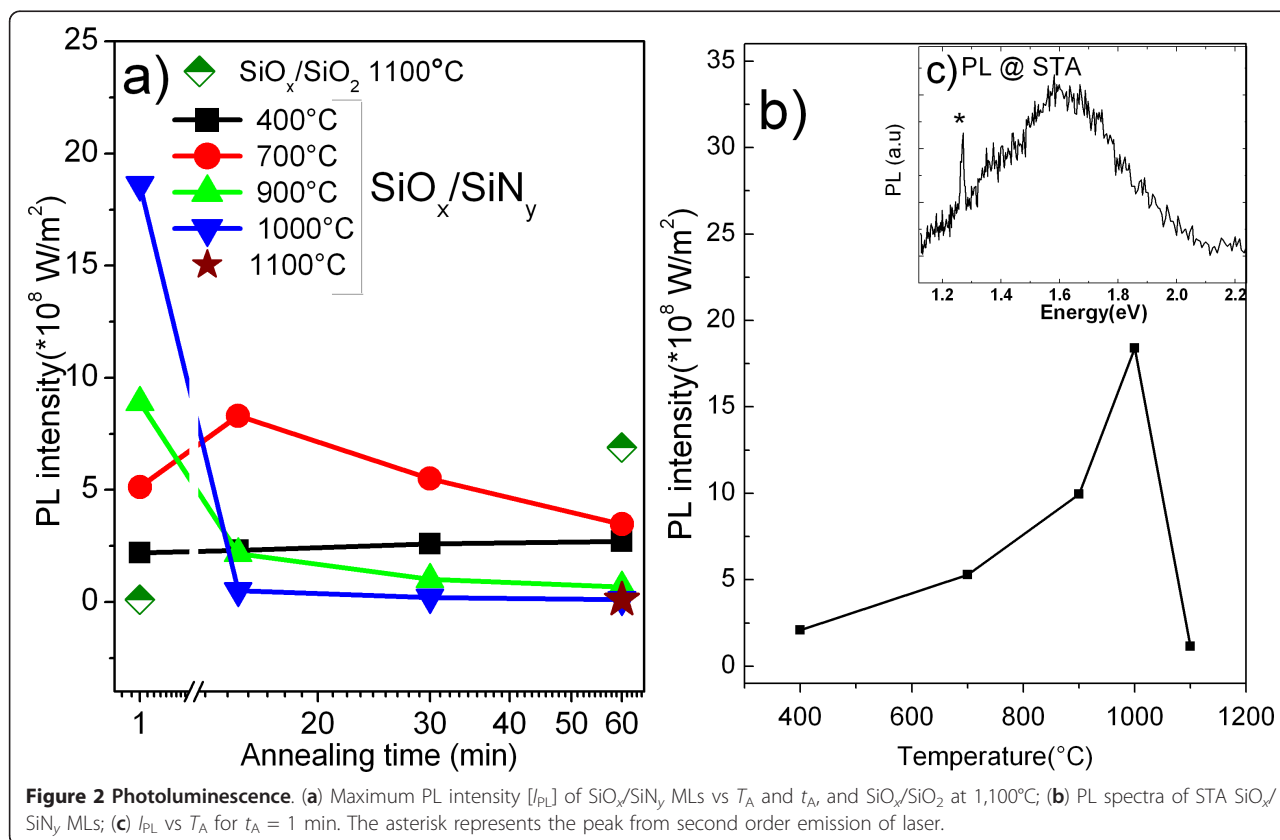 a)
SiOx/SiO2 1100°C
400°C
700°C
900°C
1000°C
1100°C
SiOx/SiNy
25
20
15
10
5
0
PL intensity(*10^8 W/m^2)
1 20 30 40 50 60
Annealing time (min)
b)
35
33
25
23
18
10
5
0
PL intensity(*10^8 W/m^2)
400 600 800 1000 1200
Temperature(°C)
c) PL @ STA
*
PL (a.u)
1.2 1.4 1.6 1.8 2.0 2.2
Energy(eV)
Figure 2 Photoluminescence. (a) Maximum PL intensity [IPL] of SiOx/SiNy MLs vs TA and tA, and SiOx/SiO2 at 1,100°C; (b) PL spectra of STA SiOx/
SiNy MLs; (c) IPL vs TA for tA = 1 min. The asterisk represents the peak from second order emission of laser.